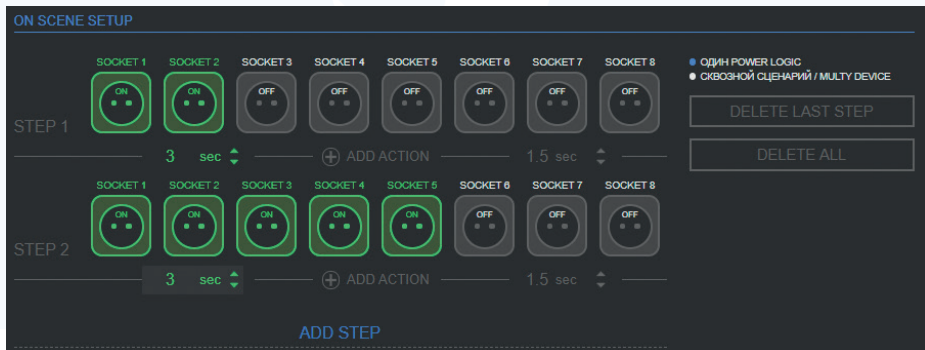 ON SCENE SETUP
SOCKET 1 SOCKET 2 SOCKET 3 SOCKET 4 SOCKET 5 SOCKET 6 SOCKET 7 SOCKET 8
ON ON OFF OFF OFF OFF OFF OFF
STEP 1
3 sec ADD ACTION 1.5 sec
SOCKET 1 SOCKET 2 SOCKET 3 SOCKET 4 SOCKET 5 SOCKET 6 SOCKET 7 SOCKET 8
ON ON ON ON ON OFF OFF OFF
STEP 2
3 sec ADD ACTION 1.5 sec
ADD STEP
ОДИН POWER LOGIC
СКВОЗНОЙ СЦЕНАРИЙ / MULTY DEVICE
DELETE LAST STEP
DELETE ALL